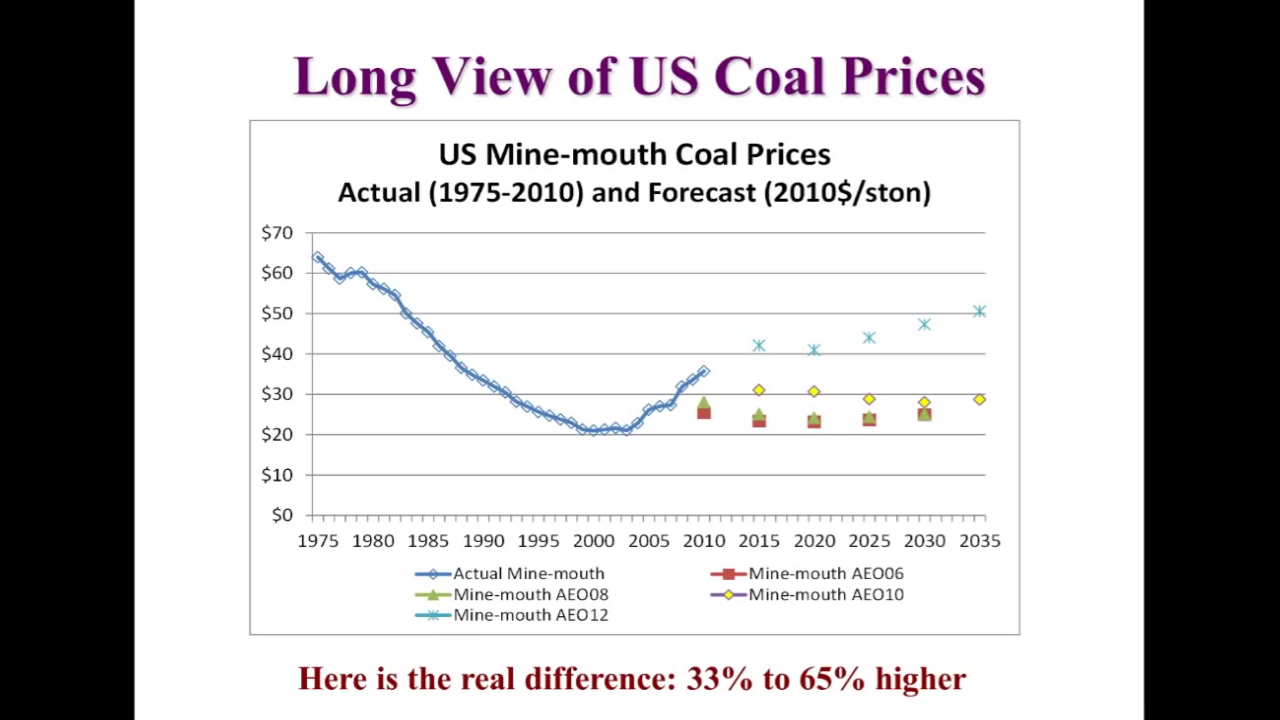 Long View of US Coal Prices
US Mine-mouth Coal Prices
Actual (1975-2010) and Forecast (2010$/ston)
$70
$60
$50
$40
$30
$20
$10
$0
1975 1980 1985 1990 1995 2000 2005 2010 2015 2020 2025 2030 2035
Actual Mine-mouth Mine-mouth AEO06
Mine-mouth AEO08 Mine-mouth AEO10
Mine-mouth AEO12
Here is the real difference: 33% to 65% higher